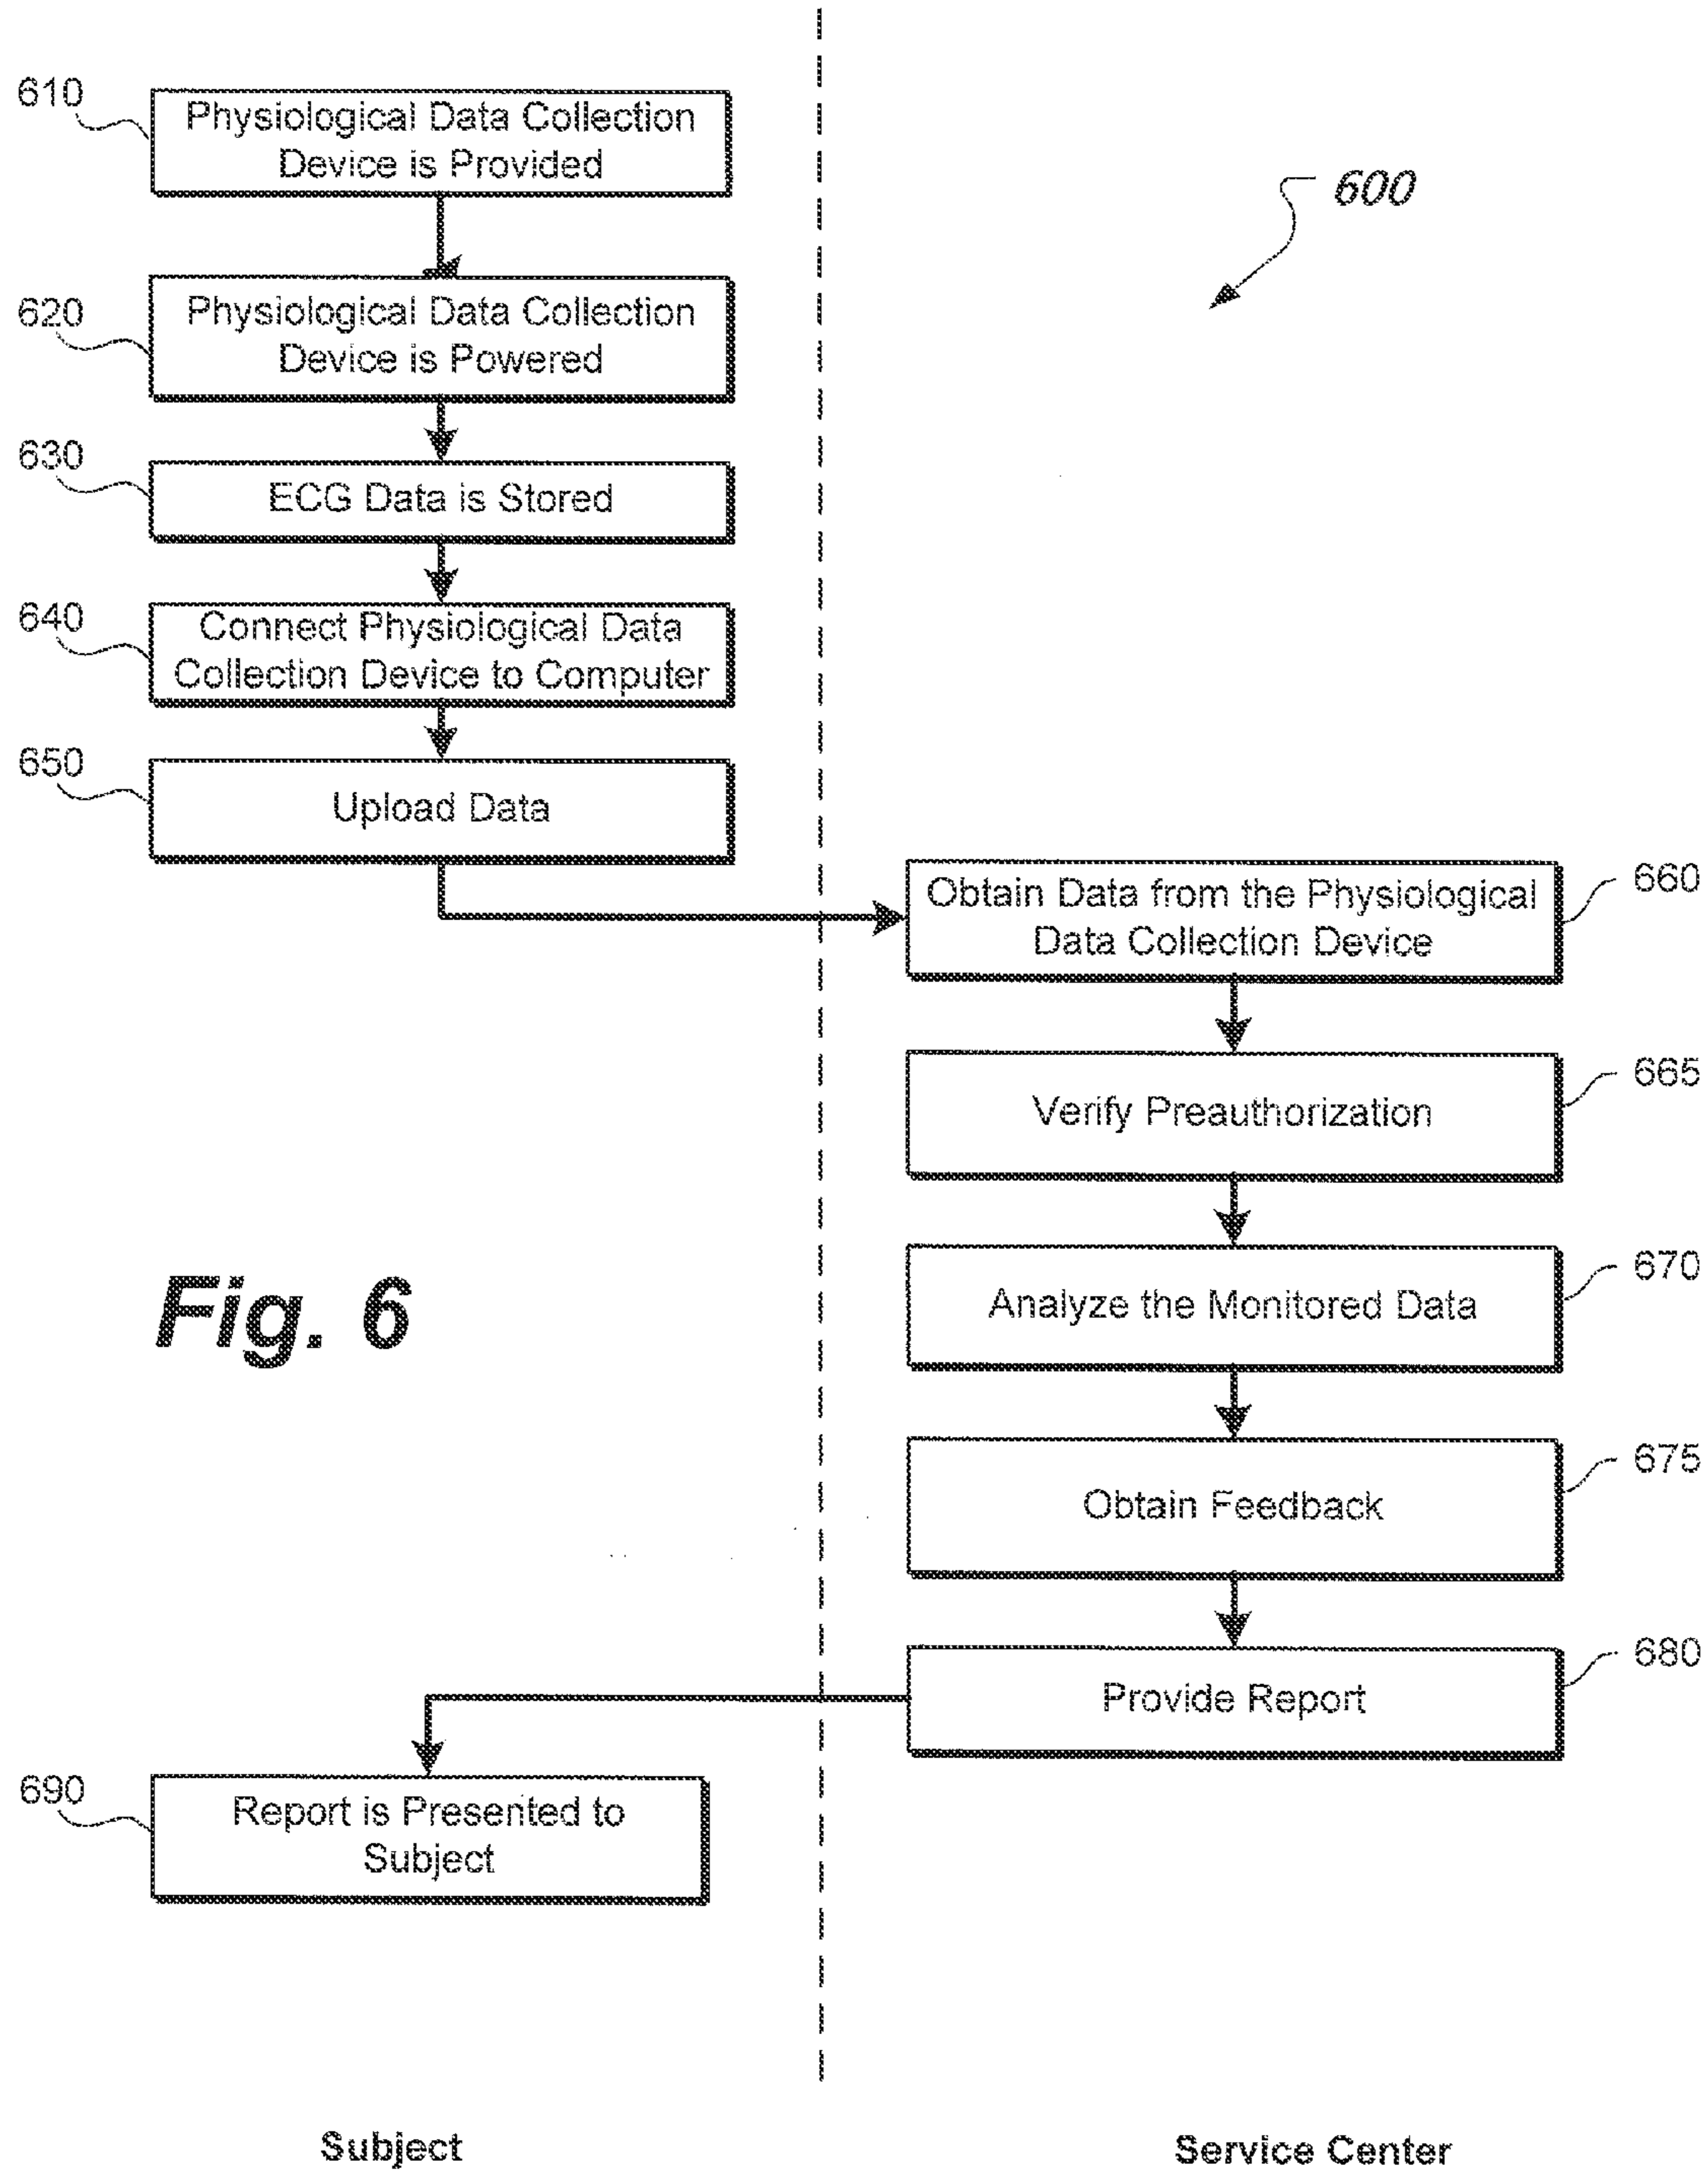 610
Physiological Data Collection
Device is Provided
600
620
Physiological Data Collection
Device is Powered
630
ECG Data is Stored
640
Connect Physiological Data
Collection Device to Computer
650
Upload Data
660
Obtain Data from the Physiological
Data Collection Device
665
Verify Preauthorization
670
Analyze the Monitored Data
Fig. 6
675
Obtain Feedback
680
Provide Report
690
Report is Presented to
Subject
Subject
Service Center